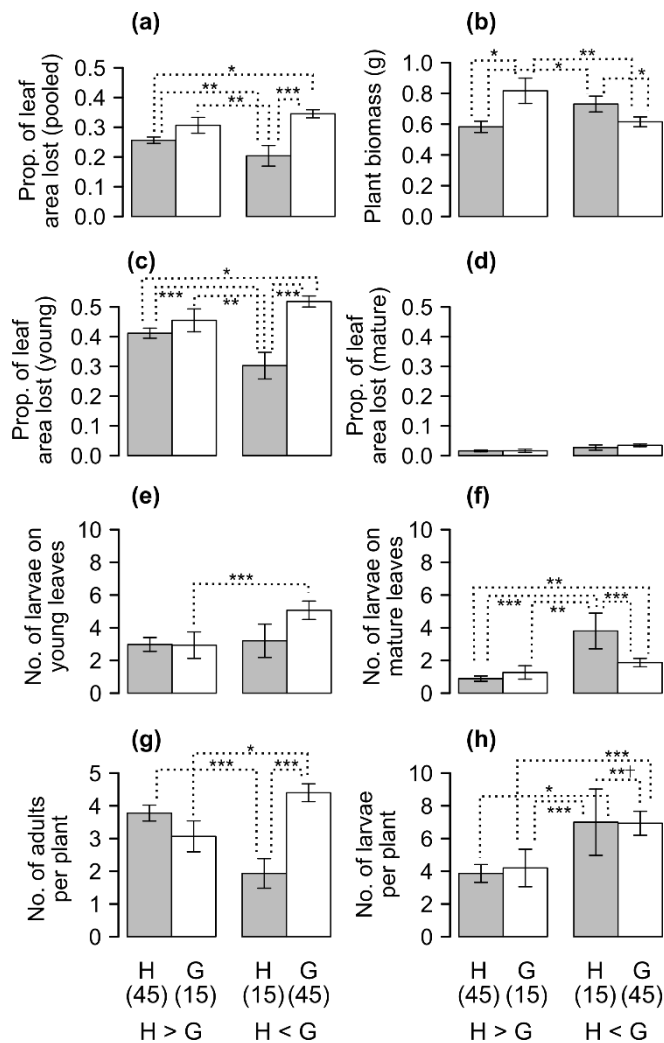 (a)
Prop. of leaf
area lost (pooled)
0.5
0.4
0.3
0.2
0.1
0.0
*
**
**
***
(b)
Plant biomass (g)
1.0
0.8
0.6
0.4
0.2
0.0
*
**
*
*
(c)
Prop. of leaf
area lost (young)
0.5
0.4
0.3
0.2
0.1
0.0
*
***
**
***
(d)
Prop. of leaf
area lost (mature)
0.5
0.4
0.3
0.2
0.1
0.0
(e)
No. of larvae on
young leaves
10
8
6
4
2
0
***
(f)
No. of larvae on
mature leaves
10
8
6
4
2
0
**
***
**
***
(g)
No. of adults
per plant
5
4
3
2
1
0
*
***
***
(h)
No. of larvae
per plant
10
8
6
4
2
0
***
**†
*
***
H G H G
(45) (15) (15) (45)
H > G H < G
H G H G
(45) (15) (15) (45)
H > G H < G